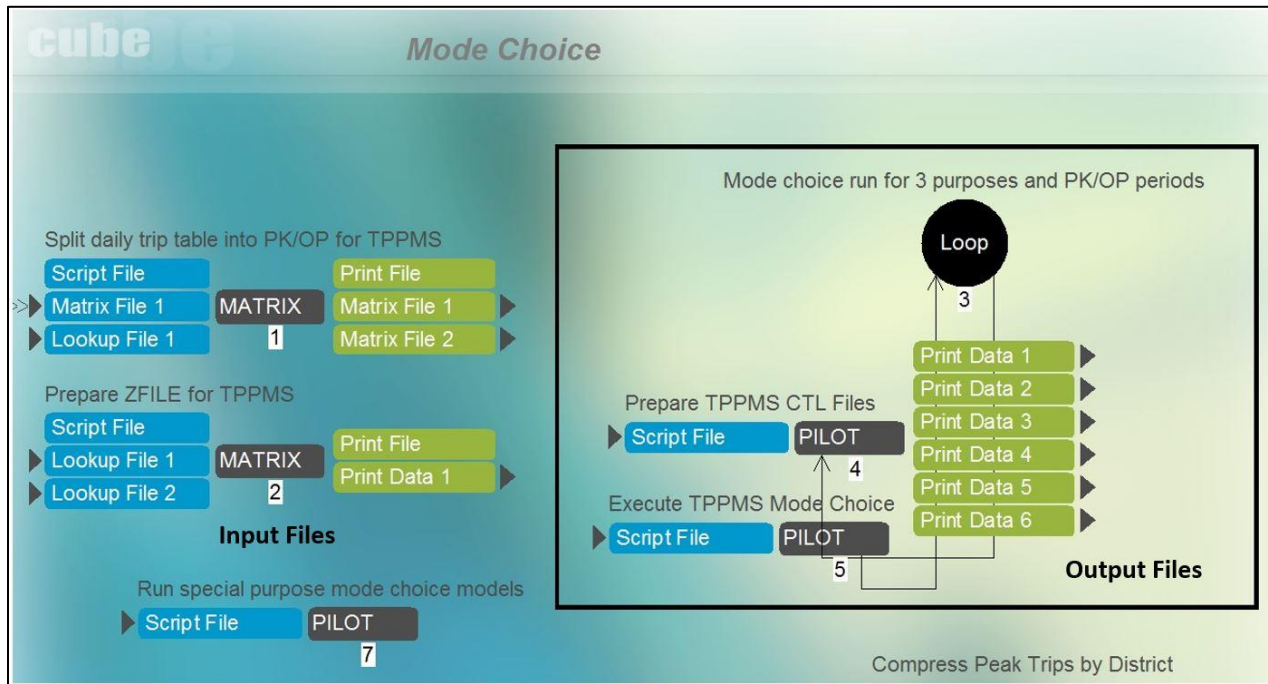 cube
Mode Choice
Mode choice run for 3 purposes and PK/OP periods
Loop
3
Split daily trip table into PK/OP for TPPMS
Script File
Print File
>> Matrix File 1
MATRIX
Matrix File 1
Lookup File 1
1
Matrix File 2
Prepare ZFILE for TPPMS
Script File
Print File
Lookup File 1
MATRIX
Print Data 1
Lookup File 2
2
Input Files
Run special purpose mode choice models
Script File
PILOT
7
Print Data 1
Print Data 2
Print Data 3
Print Data 4
Print Data 5
Print Data 6
Prepare TPPMS CTL Files
Script File
PILOT
4
Execute TPPMS Mode Choice
Script File
PILOT
5
Output Files
Compress Peak Trips by District